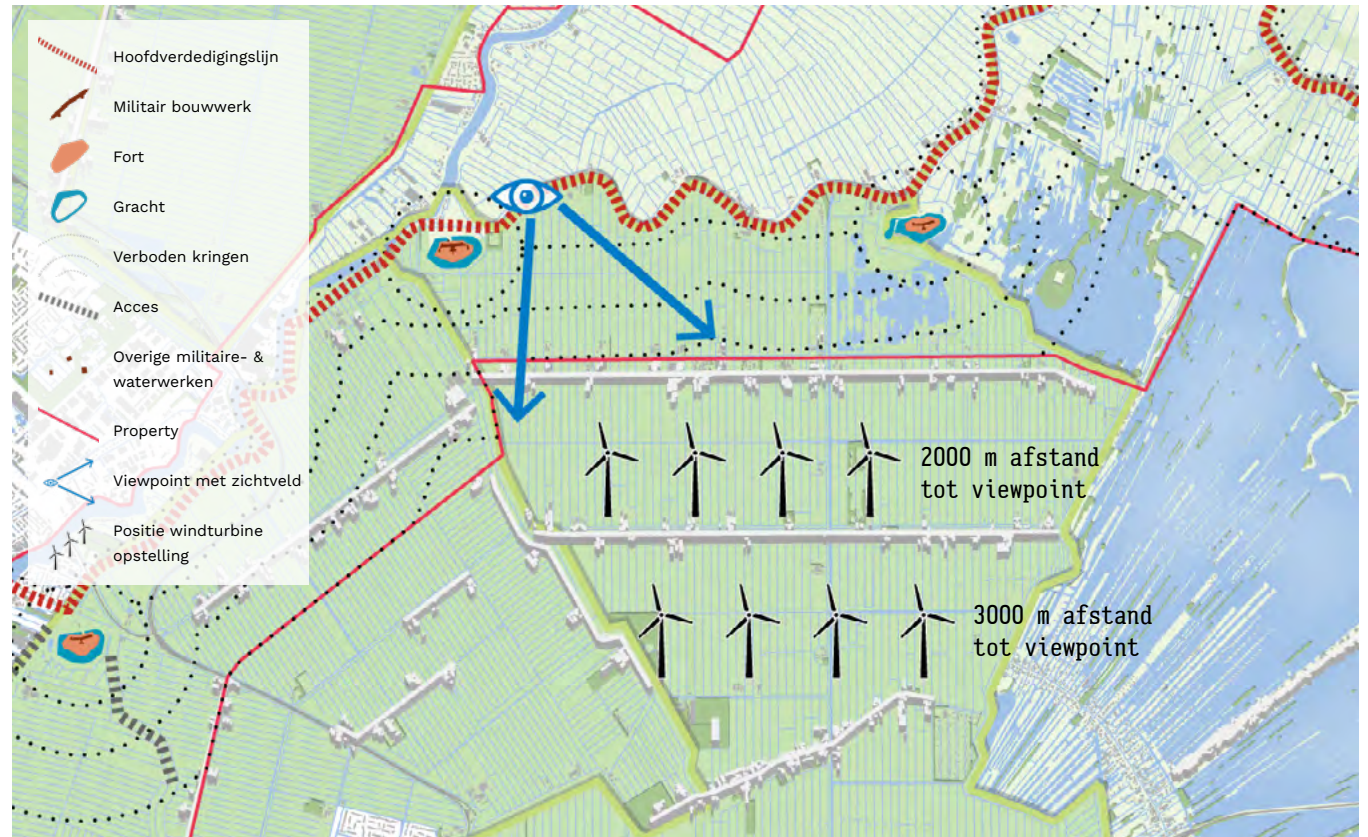 Hoofdverdedigingslijn
Militair bouwwerk
Fort
Gracht
Verboden kringen
Acces
Overige militaire- &
waterwerken
Property
Viewpoint met zichtveld
Positie windturbine
opstelling
2000 m afstand
tot viewpoint
3000 m afstand
tot viewpoint